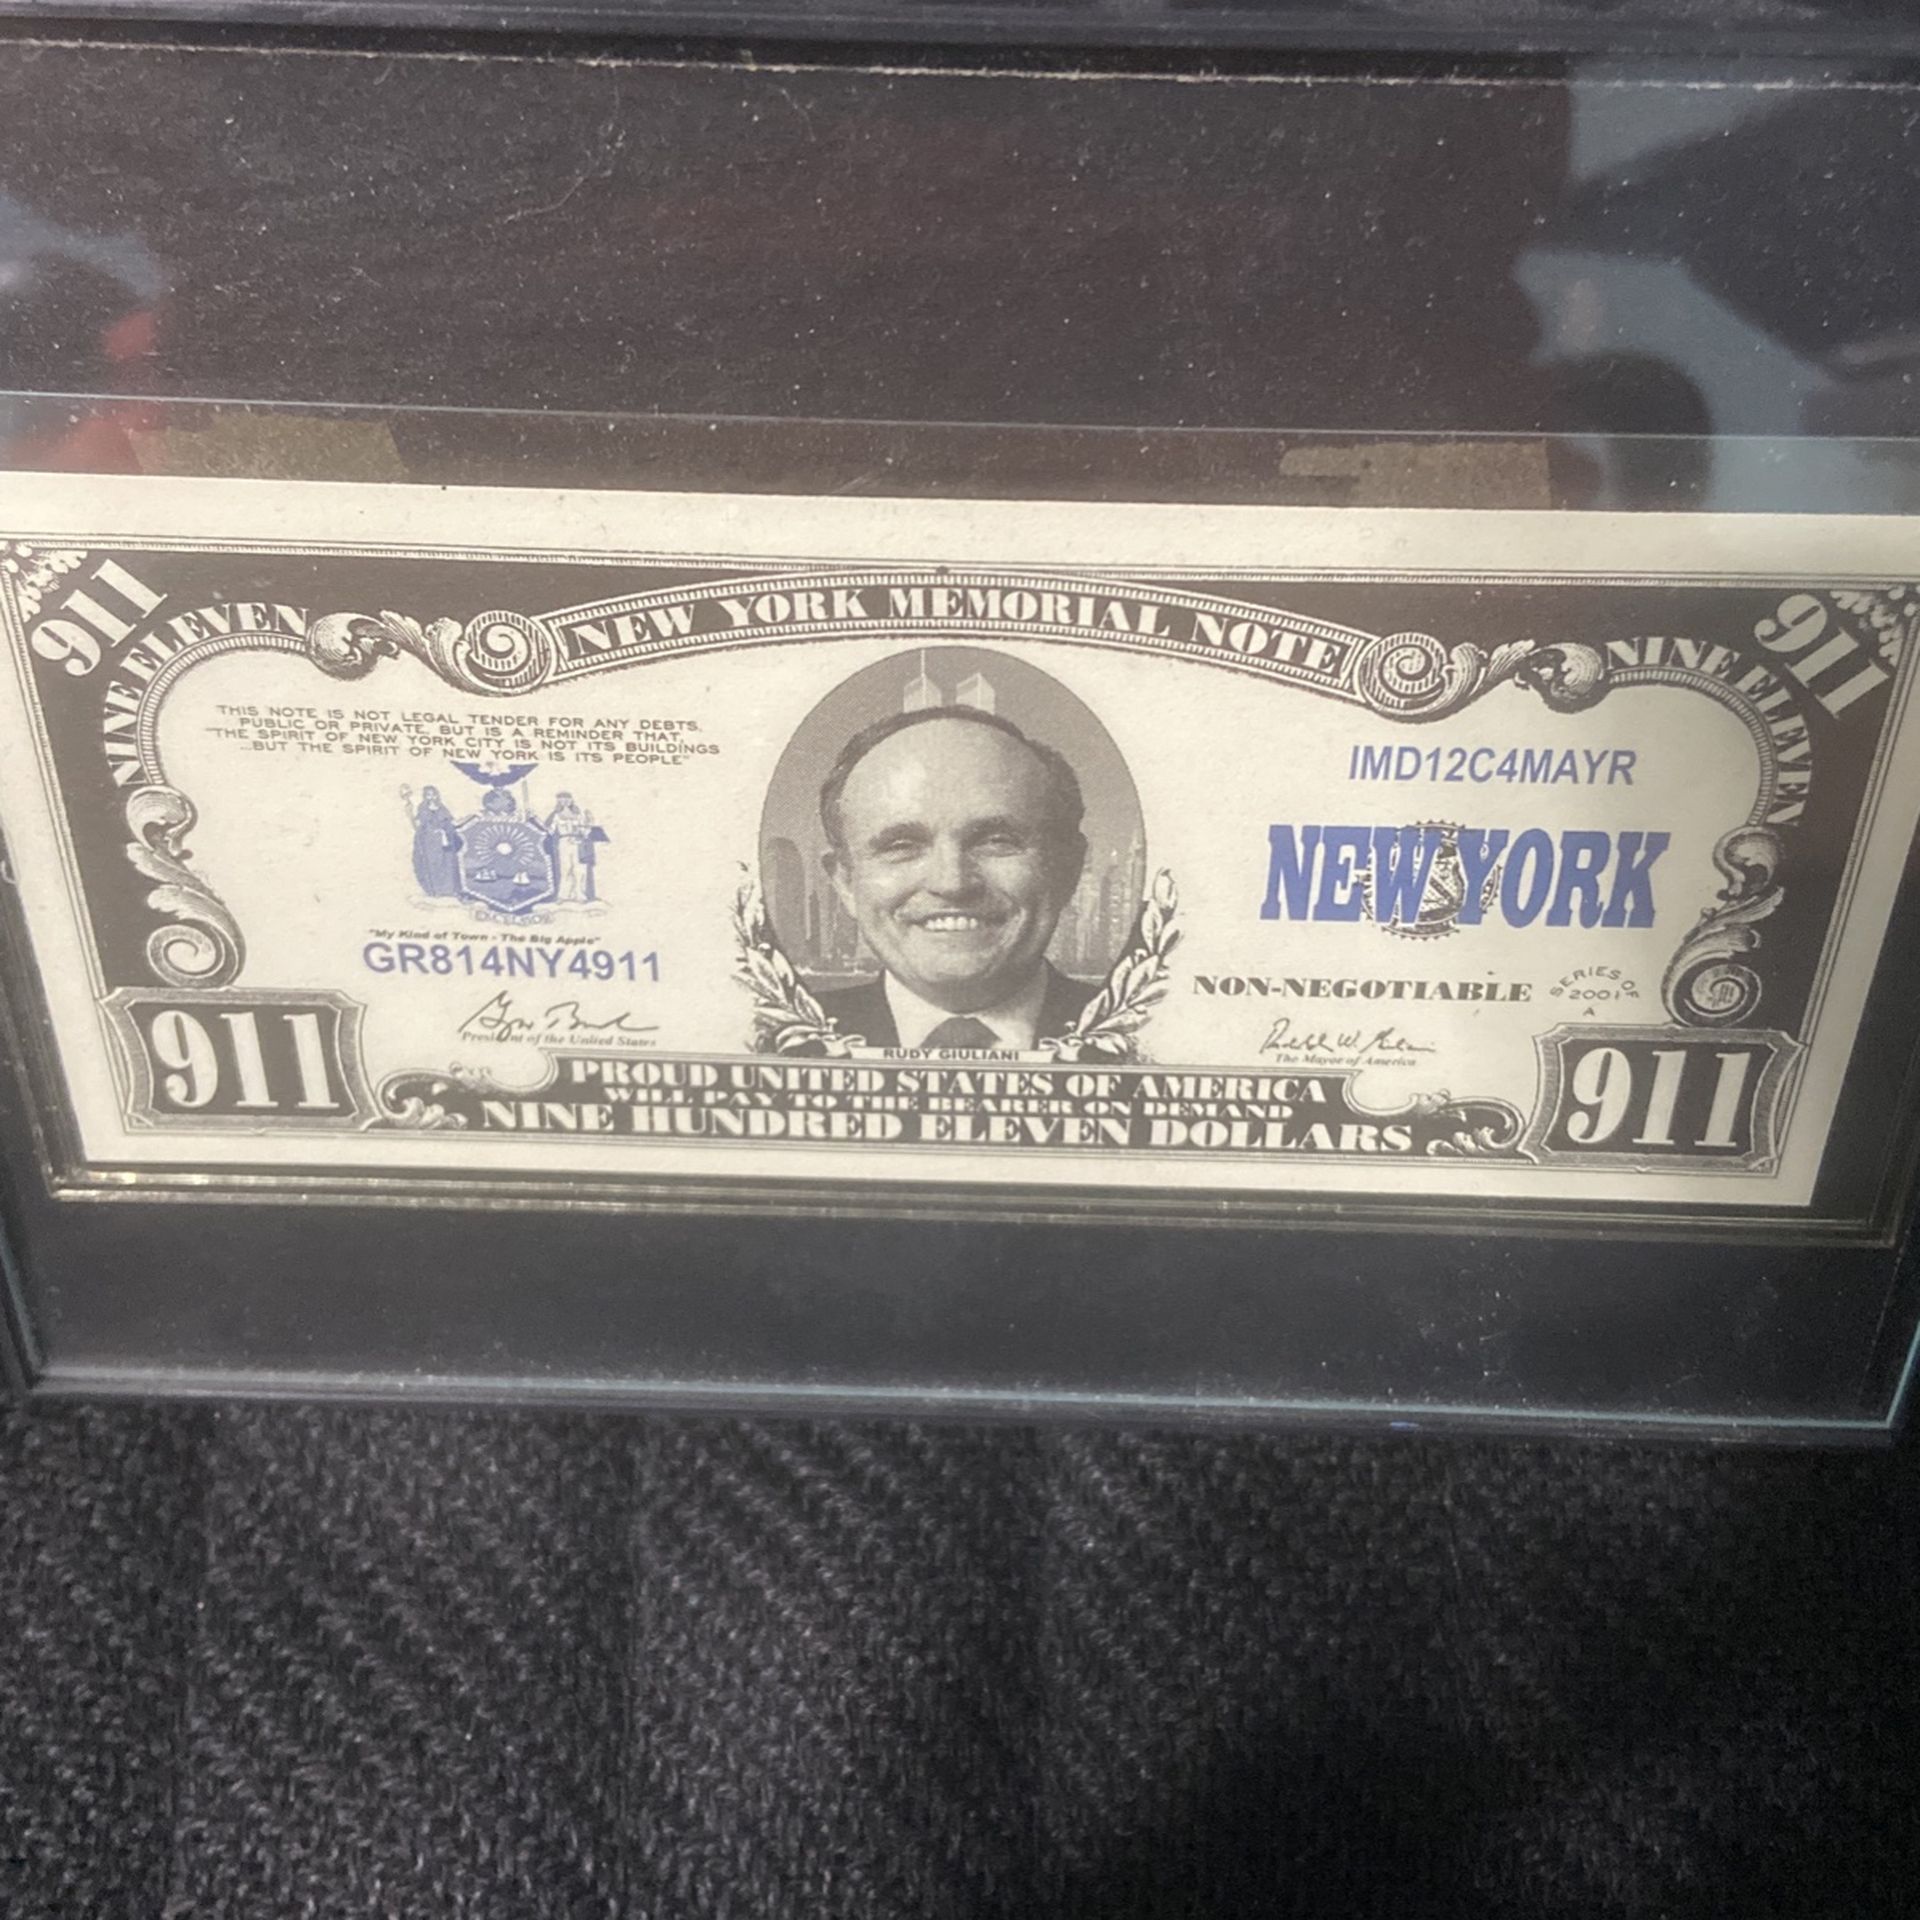 NEW YORK MEMORIAL NOTE
911
NINE ELEVEN
NINE ELEVEN
911
THIS NOTE IS NOT LEGAL TENDER FOR ANY DEBTS,
PUBLIC OR PRIVATE, BUT IS A REMINDER THAT,
"THE SPIRIT OF NEW YORK CITY IS NOT ITS BUILDINGS
...BUT THE SPIRIT OF NEW YORK IS ITS PEOPLE"
EXCELSIOR
"My Kind of Town - The Big Apple"
GR814NY4911
President of the United States
IMD12C4MAYR
NEW YORK
NON-NEGOTIABLE
SERIES OF
2001
A
The Mayor of America
RUDY GIULIANI
911
PROUD UNITED STATES OF AMERICA
WILL PAY TO THE BEARER ON DEMAND
NINE HUNDRED ELEVEN DOLLARS
911